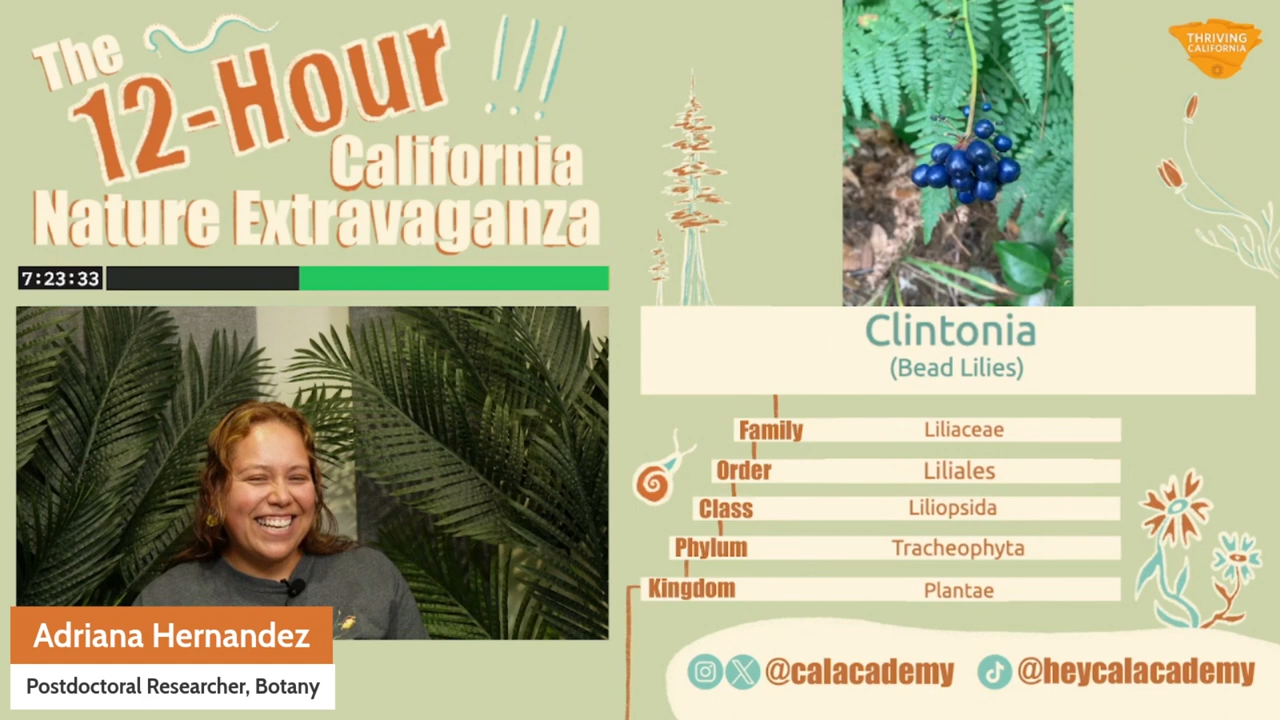 The
12-Hour !!!
California
Nature Extravaganza
7:23:33
Adriana Hernandez
Postdoctoral Researcher, Botany
THRIVING
CALIFORNIA
Clintonia
(Bead Lilies)
Family Liliaceae
Order Liliales
Class Liliopsida
Phylum Tracheophyta
Kingdom Plantae
@calacademy @heycalacademy